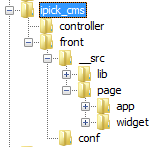 pick_cms
controller
front
__src
lib
page
app
widget
conf